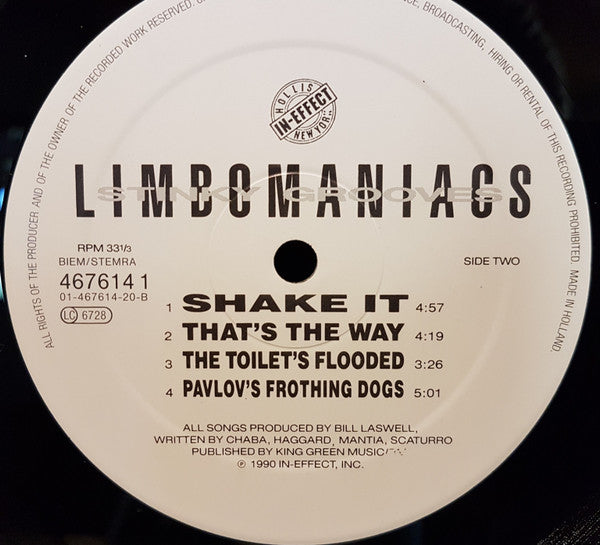 ALL RIGHTS OF THE PRODUCER AND OF THE OWNER OF THE RECORDED WORK RESERVED.
BROADCASTING, HIRING OR RENTAL OF THIS RECORDING PROHIBITED. MADE IN HOLLAND.
HOLLIS
IN-EFFECT
NEW YORK
LIMBOMANIACS
STINKY GROOVES
RPM 33 1/3
BIEM/STEMRA
467614 1
01-467614-20-B
LC 6728
SIDE TWO
1 SHAKE IT 4:57
2 THAT'S THE WAY 4:19
3 THE TOILET'S FLOODED 3:26
4 PAVLOV'S FROTHING DOGS 5:01
ALL SONGS PRODUCED BY BILL LASWELL,
WRITTEN BY CHABA, HAGGARD, MANTIA, SCATURRO
PUBLISHED BY KING GREEN MUSIC
℗ 1990 IN-EFFECT, INC.